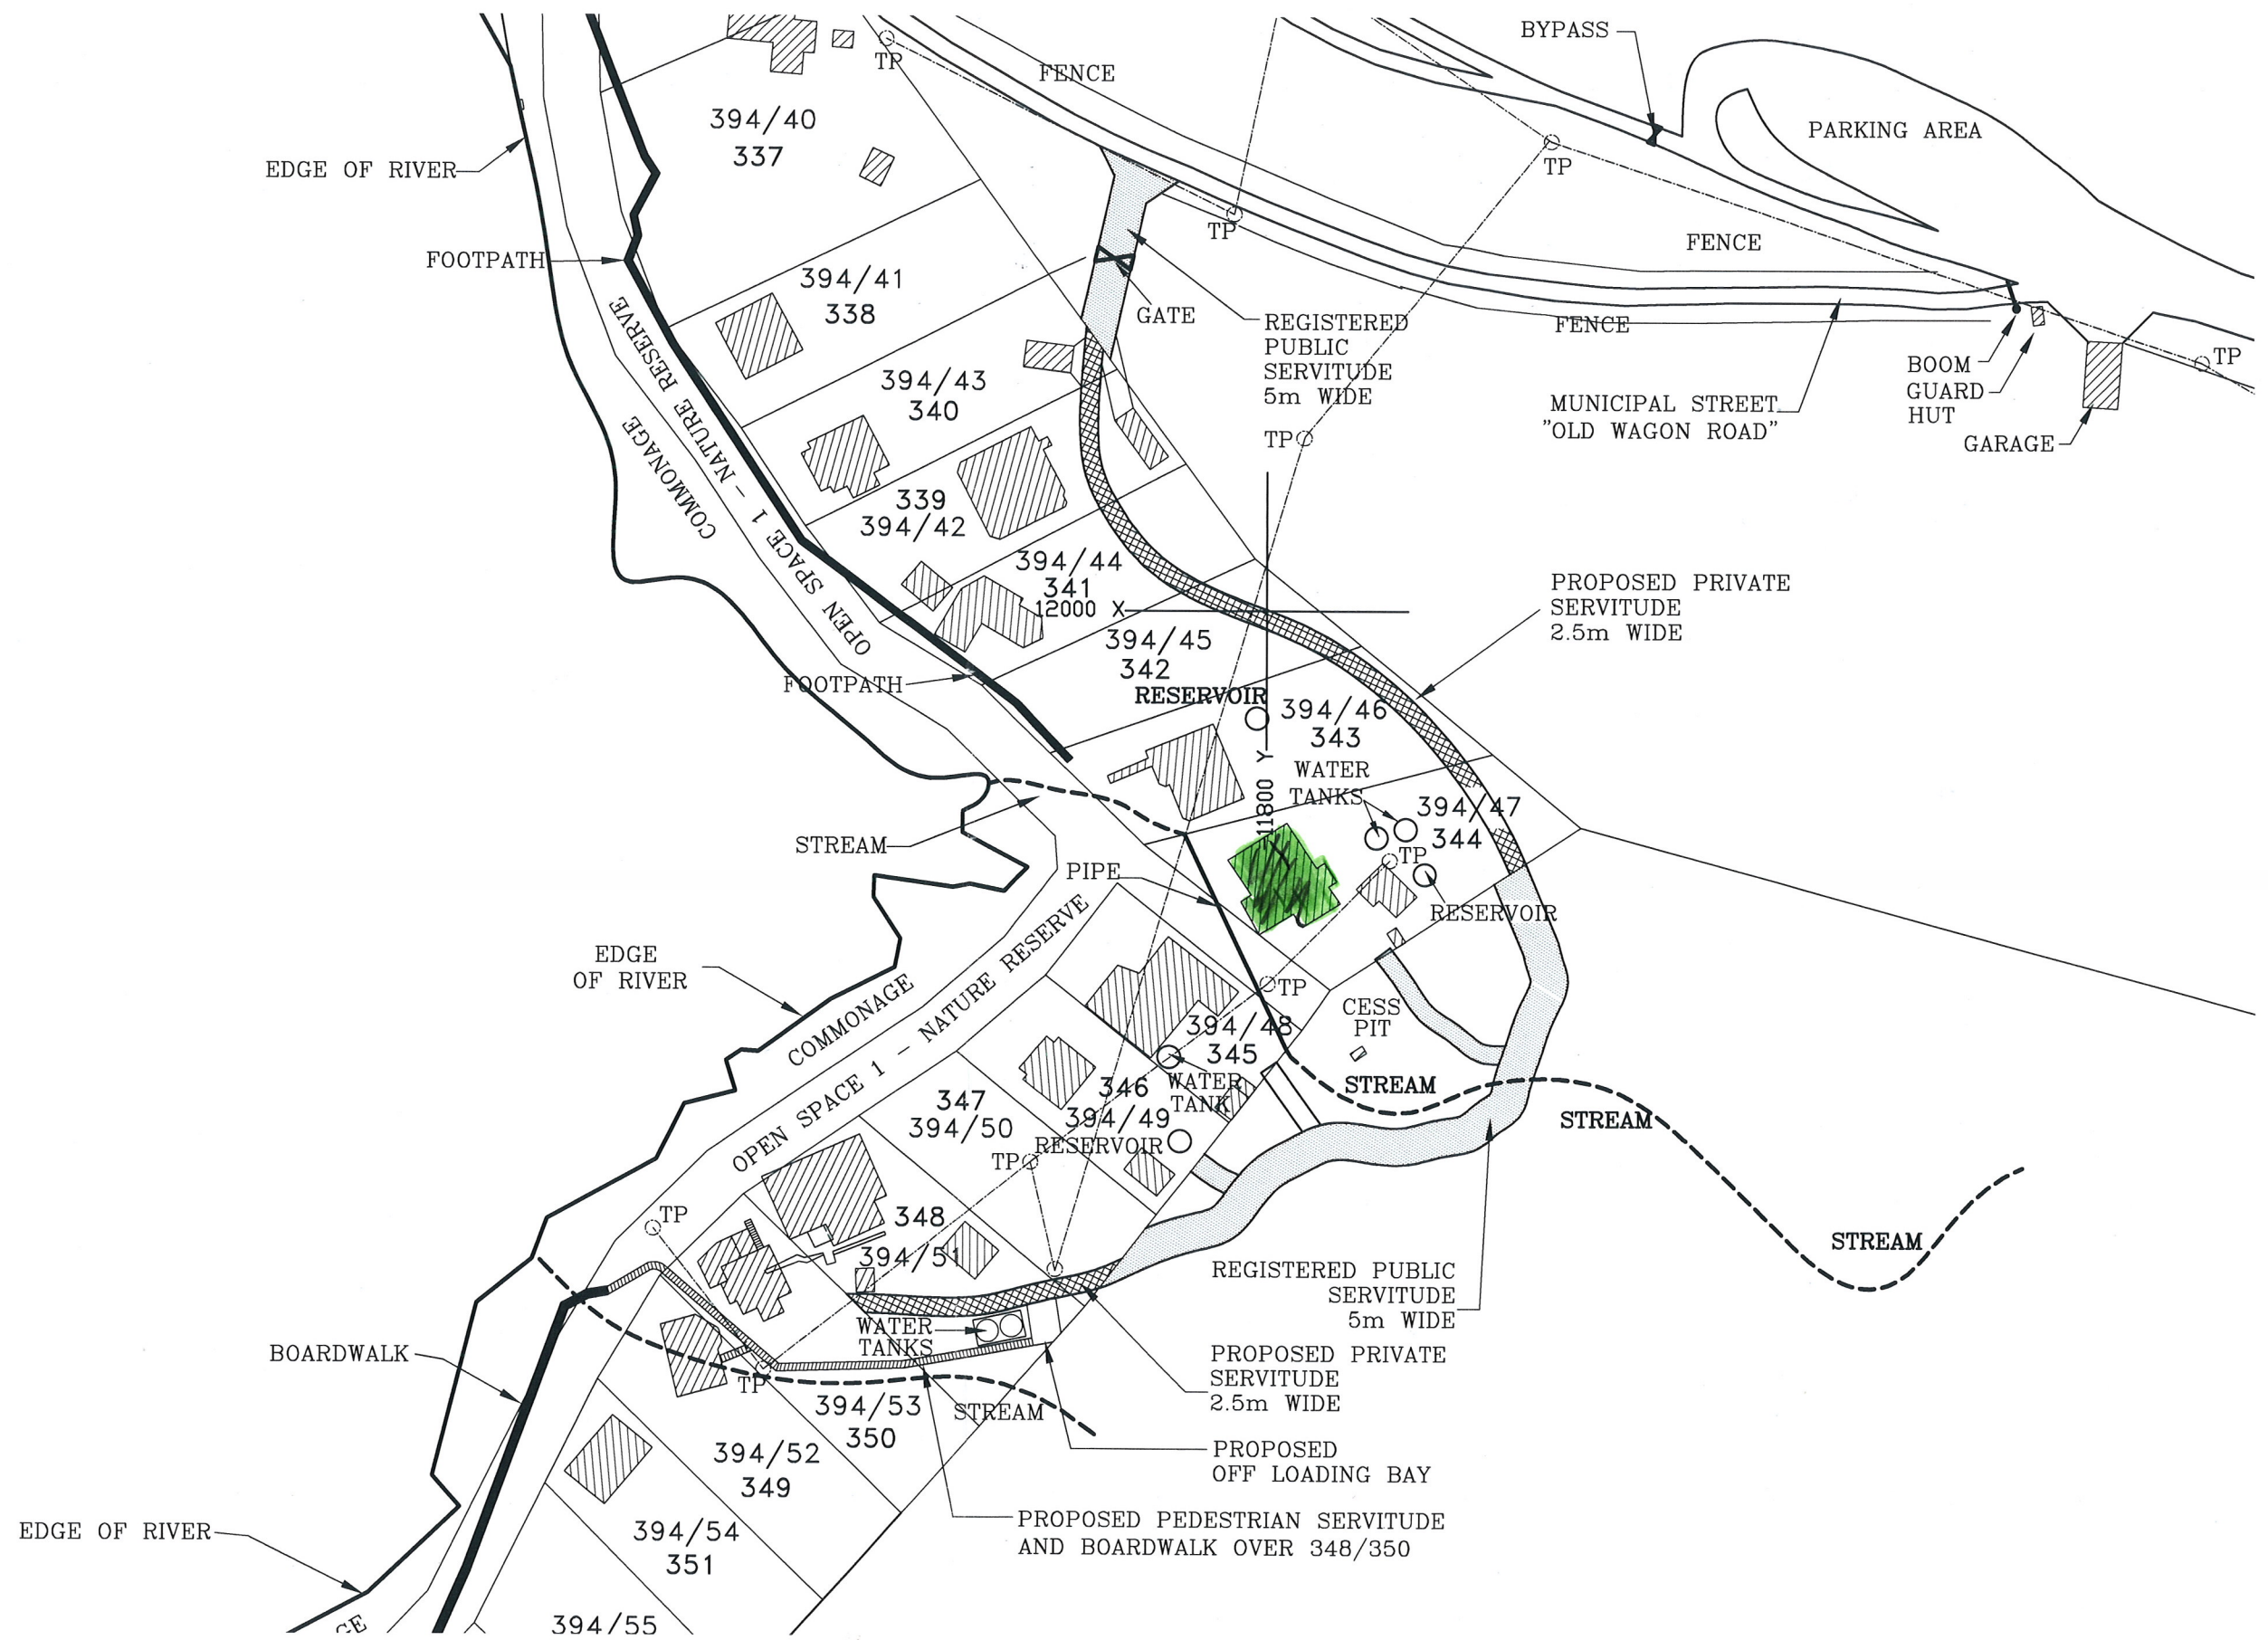 BYPASS
TP
FENCE
PARKING AREA
394/40
337
EDGE OF RIVER
TP
TP
FENCE
FOOTPATH
394/41
338
GATE
REGISTERED
PUBLIC
SERVITUDE
5m WIDE
FENCE
BOOM
GUARD
HUT
TP
GARAGE
MUNICIPAL STREET
"OLD WAGON ROAD"
394/43
340
TP
COMMONAGE
OPEN SPACE 1 - NATURE RESERVE
339
394/42
394/44
341
12000 X
PROPOSED PRIVATE
SERVITUDE
2.5m WIDE
394/45
342
FOOTPATH
RESERVOIR
394/46
343
11800 Y
WATER
TANKS
394/47
344
STREAM
TP
PIPE
RESERVOIR
EDGE
OF RIVER
COMMONAGE
OPEN SPACE 1 - NATURE RESERVE
TP
CESS
PIT
394/48
345
STREAM
WATER
TANK
346
394/49
347
394/50
STREAM
RESERVOIR
TP
TP
348
394/51
STREAM
REGISTERED PUBLIC
SERVITUDE
5m WIDE
WATER
TANKS
BOARDWALK
PROPOSED PRIVATE
SERVITUDE
2.5m WIDE
TP
394/53
350
STREAM
394/52
349
PROPOSED
OFF LOADING BAY
EDGE OF RIVER
394/54
351
PROPOSED PEDESTRIAN SERVITUDE
AND BOARDWALK OVER 348/350
394/55
GE